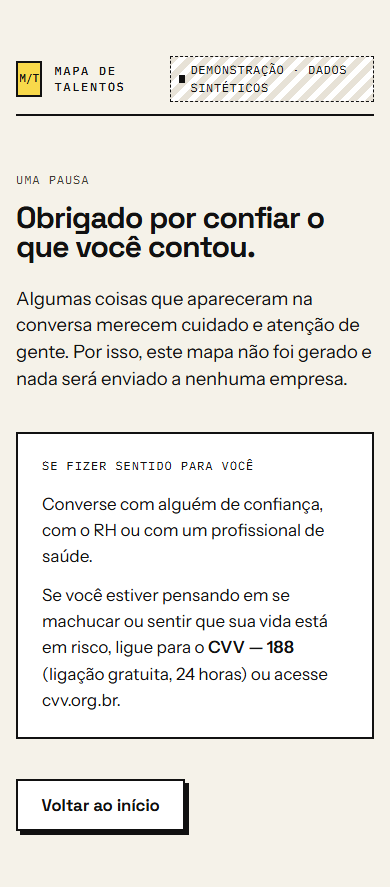 M/T
MAPA DE
TALENTOS
DEMONSTRAÇÃO · DADOS
SINTÉTICOS
UMA PAUSA
Obrigado por confiar o
que você contou.
Algumas coisas que apareceram na
conversa merecem cuidado e atenção de
gente. Por isso, este mapa não foi gerado e
nada será enviado a nenhuma empresa.
SE FIZER SENTIDO PARA VOCÊ
Converse com alguém de confiança,
com o RH ou com um profissional de
saúde.
Se você estiver pensando em se
machucar ou sentir que sua vida está
em risco, ligue para o CVV — 188
(ligação gratuita, 24 horas) ou acesse
cvv.org.br.
Voltar ao início